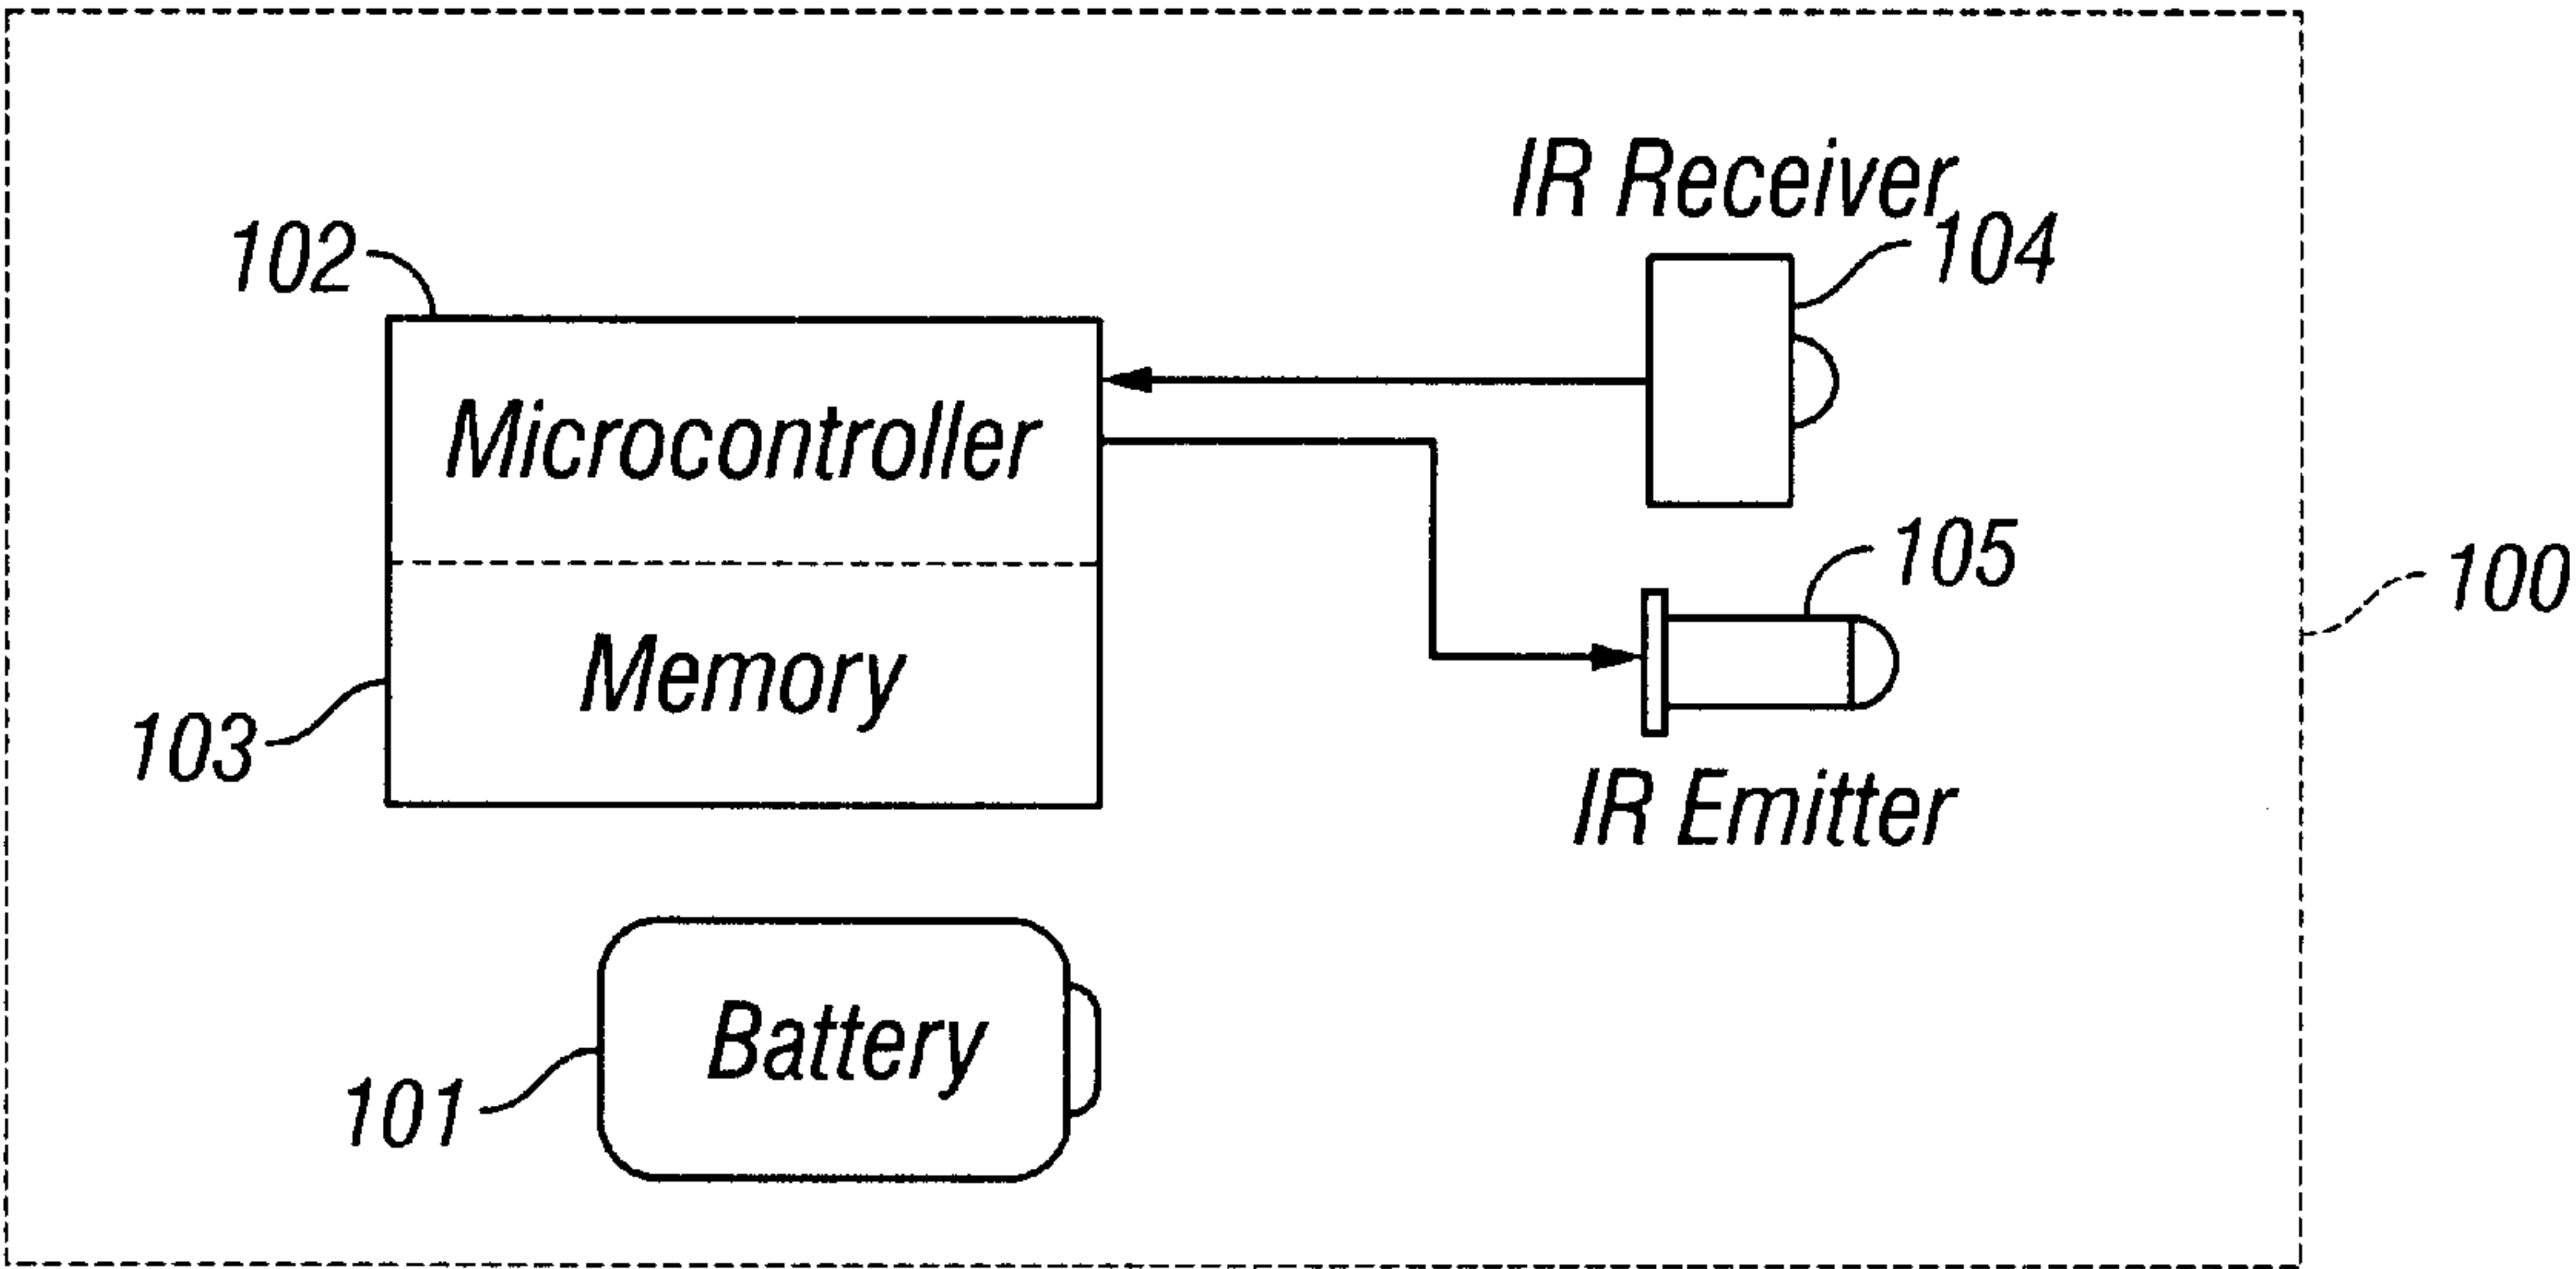 IR Receiver
102
104
Microcontroller
105
100
Memory
103
IR Emitter
Battery
101